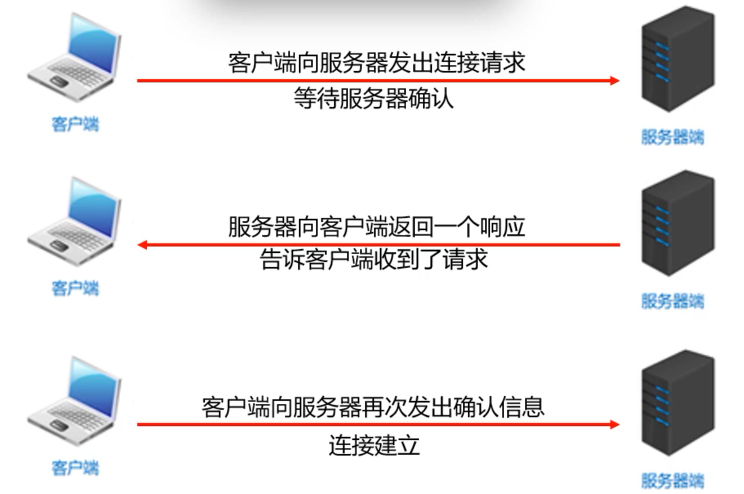 客户端向服务器发出连接请求
等待服务器确认
客户端
服务器端
服务器向客户端返回一个响应
告诉客户端收到了请求
客户端
服务器端
客户端向服务器再次发出确认信息
连接建立
客户端
服务器端